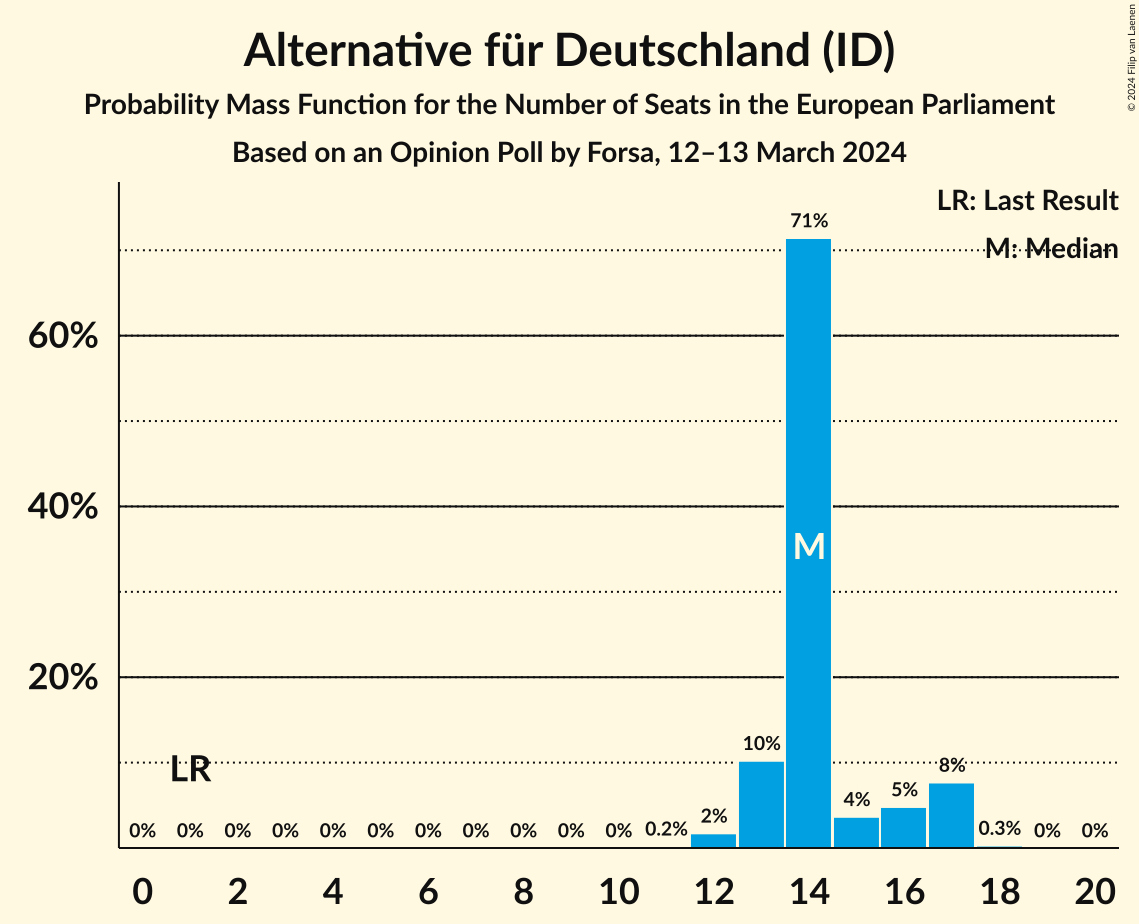 Alternative für Deutschland (ID)
Probability Mass Function for the Number of Seats in the European Parliament
Based on an Opinion Poll by Forsa, 12–13 March 2024
© 2024 Filip van Laenen
LR: Last Result
M: Median
60%
40%
20%
LR
M
0% 0% 0% 0% 0% 0% 0% 0% 0% 0% 0% 0.2% 2% 10% 71% 4% 5% 8% 0.3% 0% 0%
0 2 4 6 8 10 12 14 16 18 20